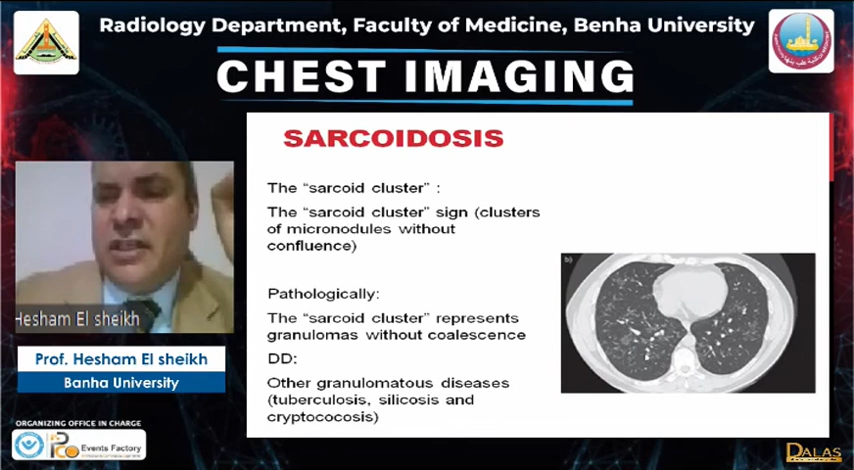 Radiology Department, Faculty of Medicine, Benha University
CHEST IMAGING
SARCOIDOSIS
The “sarcoid cluster” :
The “sarcoid cluster” sign (clusters
of micronodules without
confluence)
b)
Pathologically:
The “sarcoid cluster” represents
granulomas without coalescence
DD:
Other granulomatous diseases
(tuberculosis, silicosis and
cryptococosis)
Hesham El sheikh
Prof. Hesham El sheikh
Banha University
ORGANIZING OFFICE IN CHARGE
Events Factory
DALAS